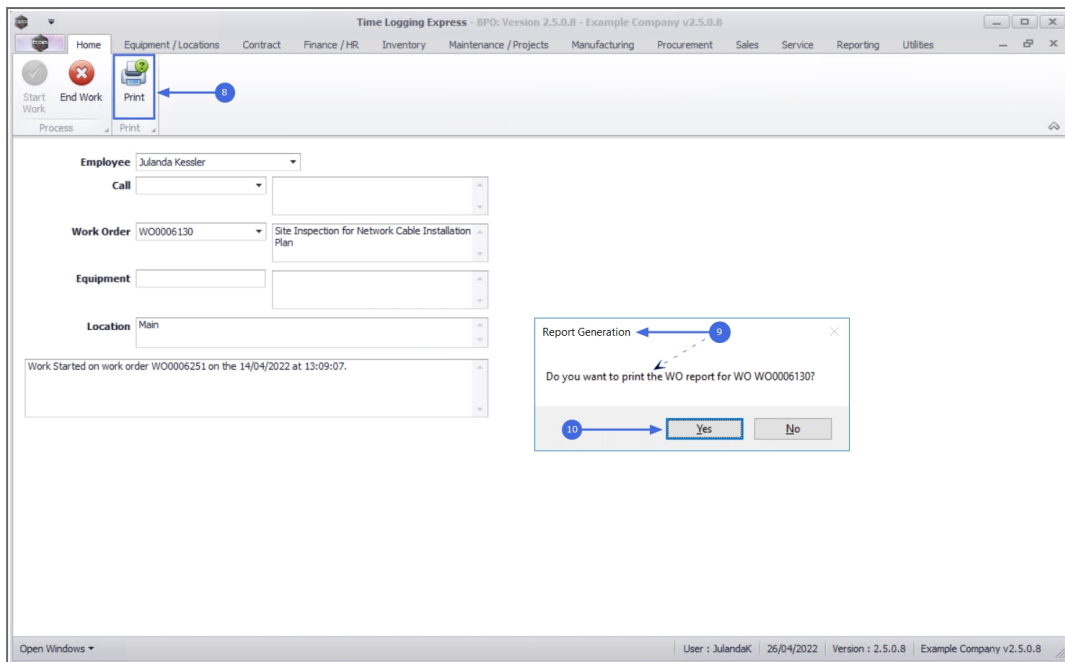 Time Logging Express - BPO: Version 2.5.0.8 - Example Company v2.5.0.8
Home Equipment / Locations Contract Finance / HR Inventory Maintenance / Projects Manufacturing Procurement Sales Service Reporting Utilities
Start Work
End Work
Print
8
Process
Print
Employee Julanda Kessler
Call
Work Order WO0006130 Site Inspection for Network Cable Installation
Plan
Equipment
Location Main
Work Started on work order WO0006251 on the 14/04/2022 at 13:09:07.
Report Generation 9
Do you want to print the WO report for WO WO0006130?
10 Yes No
Open Windows User : JulandaK 26/04/2022 Version : 2.5.0.8 Example Company v2.5.0.8